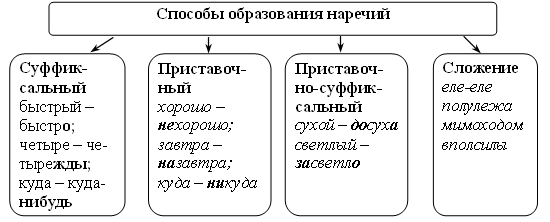 Способы образования наречий
Суффик-
сальный
быстрый –
быстро;
четыре – че-
тырежды;
куда – куда-
нибудь
Приставоч-
ный
хорошо –
нехорошо;
завтра –
назавтра;
куда – никуда
Приставоч-
но-суффик-
сальный
сухой – досуха
светлый –
засветло
Сложение
еле-еле
полулежа
мимоходом
вполсилы